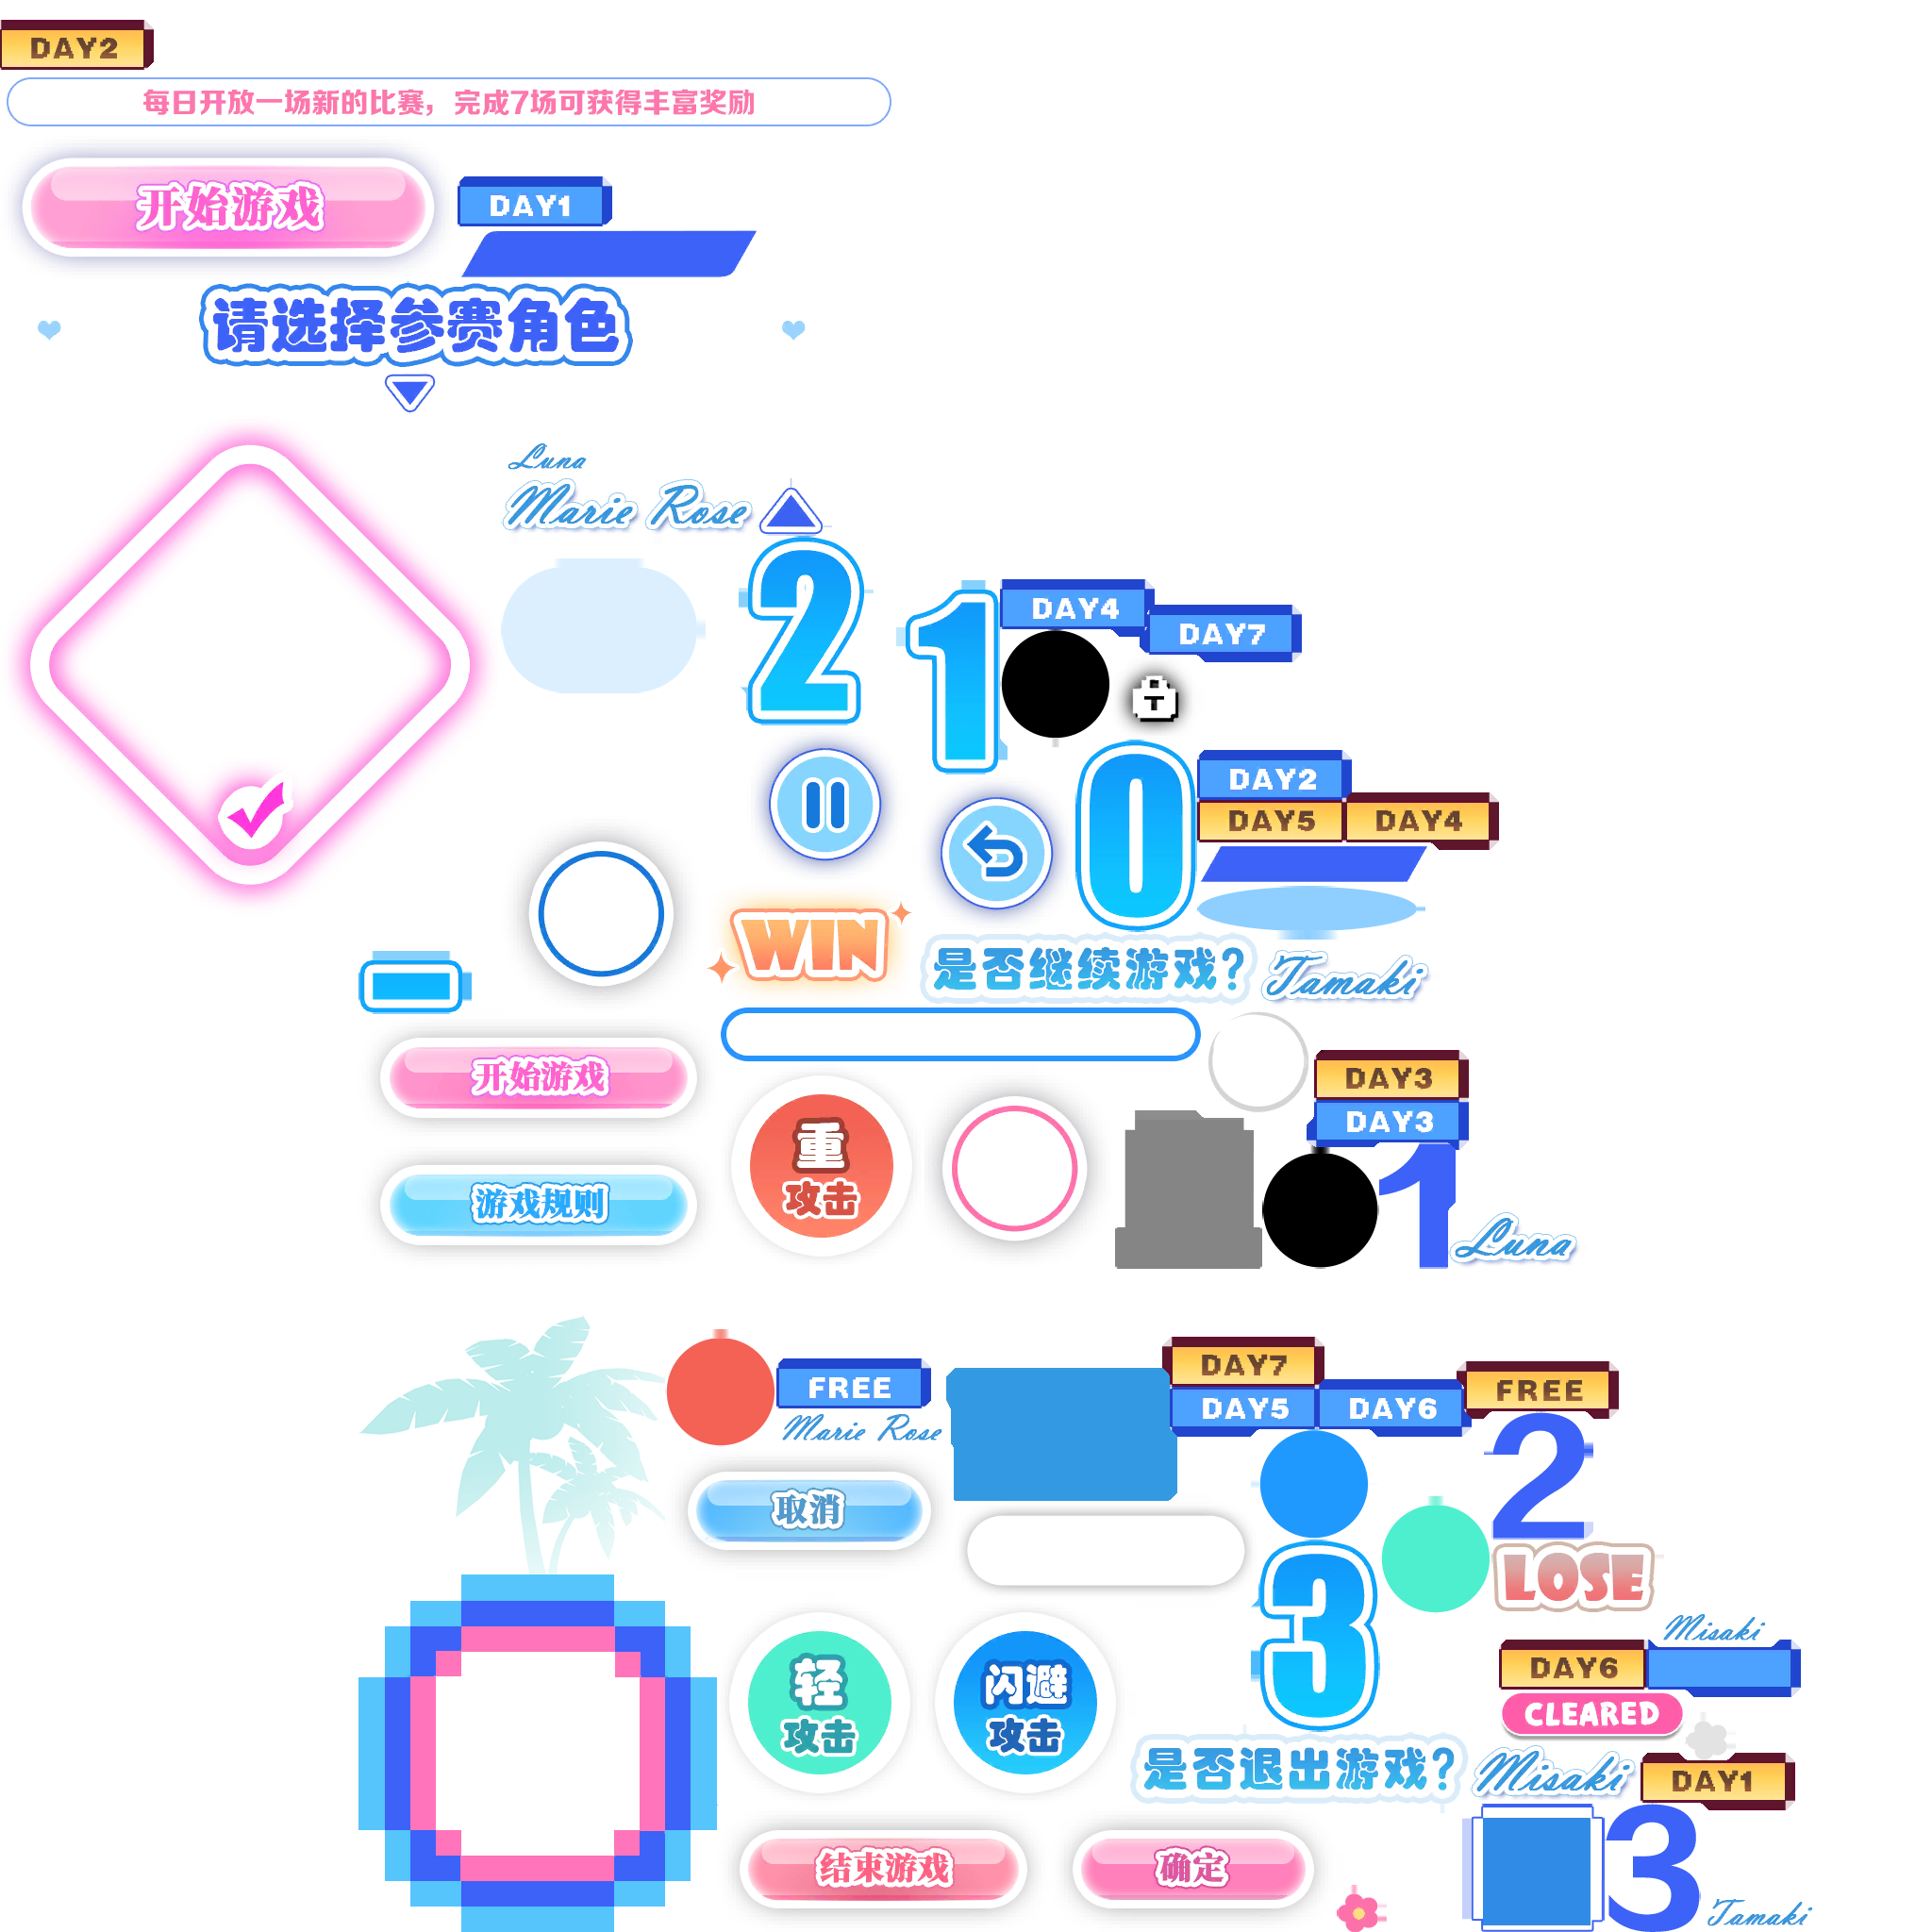 DAY2
每日开放一场新的比赛，完成7场可获得丰富奖励
开始游戏
DAY1
请选择参赛角色
Luna
Marie Rose
2
1
DAY4
DAY7
0
DAY2
DAY5
DAY4
WIN
是否继续游戏?
Tamaki
开始游戏
DAY3
DAY3
重
攻击
1
游戏规则
Luna
DAY7
FREE
FREE
DAY5
DAY6
Marie Rose
2
取消
3
LOSE
Misaki
轻
攻击
闪避
攻击
DAY6
CLEARED
是否退出游戏?
Misaki
DAY1
结束游戏
确定
3
Tamaki